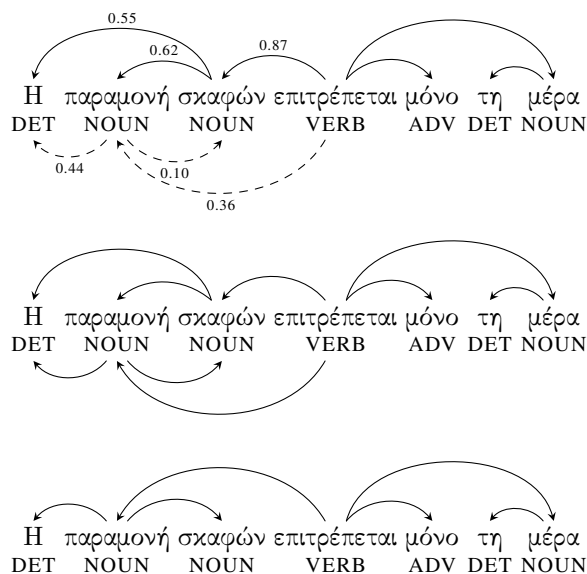 0.55
0.62 0.87
Η παραμονή σκαφών επιτρέπεται μόνο τη μέρα
DET NOUN NOUN VERB ADV DET NOUN
0.44 0.10
0.36
Η παραμονή σκαφών επιτρέπεται μόνο τη μέρα
DET NOUN NOUN VERB ADV DET NOUN
Η παραμονή σκαφών επιτρέπεται μόνο τη μέρα
DET NOUN NOUN VERB ADV DET NOUN